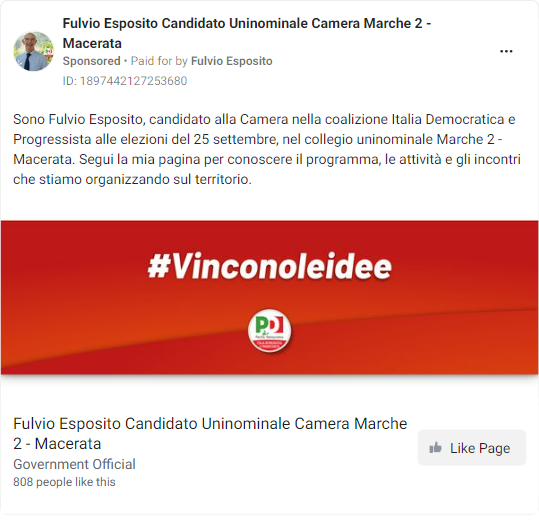 Fulvio Esposito Candidato Uninominale Camera Marche 2 -
Macerata
Sponsored • Paid for by Fulvio Esposito
ID: 1897442127253680
Sono Fulvio Esposito, candidato alla Camera nella coalizione Italia Democratica e
Progressista alle elezioni del 25 settembre, nel collegio uninominale Marche 2 -
Macerata. Segui la mia pagina per conoscere il programma, le attività e gli incontri
che stiamo organizzando sul territorio.
#Vinconoleidee
PD
Fulvio Esposito Candidato Uninominale Camera Marche
2 - Macerata
Government Official
808 people like this
Like Page